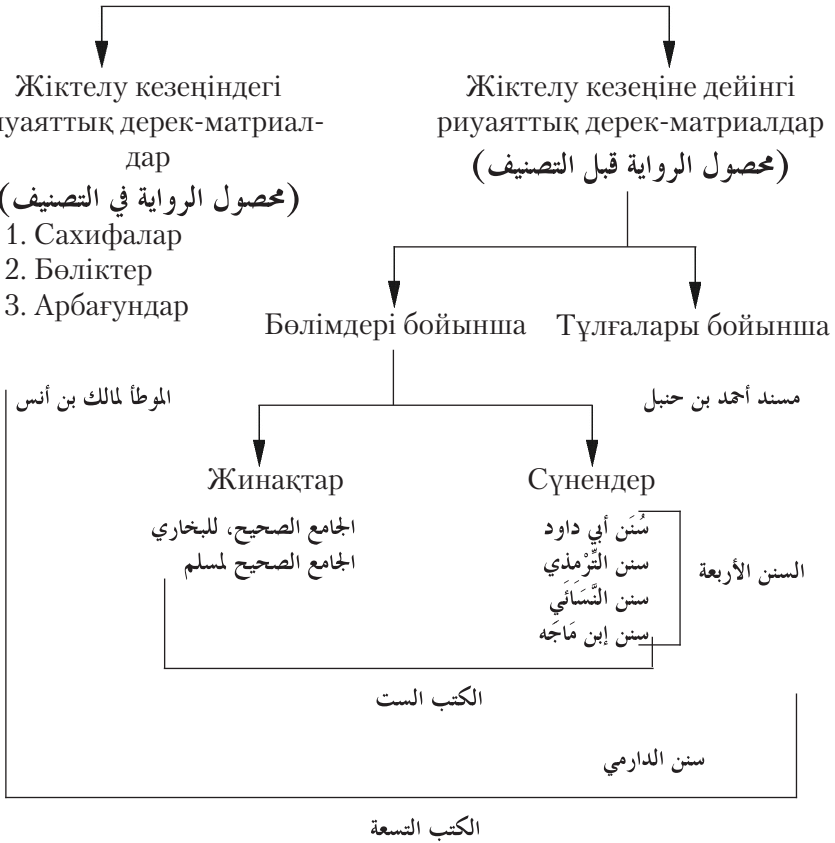 Жіктелу кезеңіндегі
иуаяттық дерек-матриал-
дар
(محصول الرواية في التصنيف)
1. Сахифалар
2. Бөліктер
3. Арбағундар
Жіктелу кезеңіне дейінгі
риуаяттық дерек-матриалдар
(محصول الرواية قبل التصنيف)
Бөлімдері бойынша
Тұлғалары бойынша
الموطأ لمالك بن أنس
مسند أحمد بن حنبل
Жинақтар
الجامع الصحيح، للبخاري
الجامع الصحيح لمسلم
Сүнендер
سُنَن أبي داود
سنن التِّرْمِذِي
سنن النَّسَائَي
سنن إبن مَاجَه
السنن الأربعة
الكتب الست
سنن الدارمي
الكتب التسعة